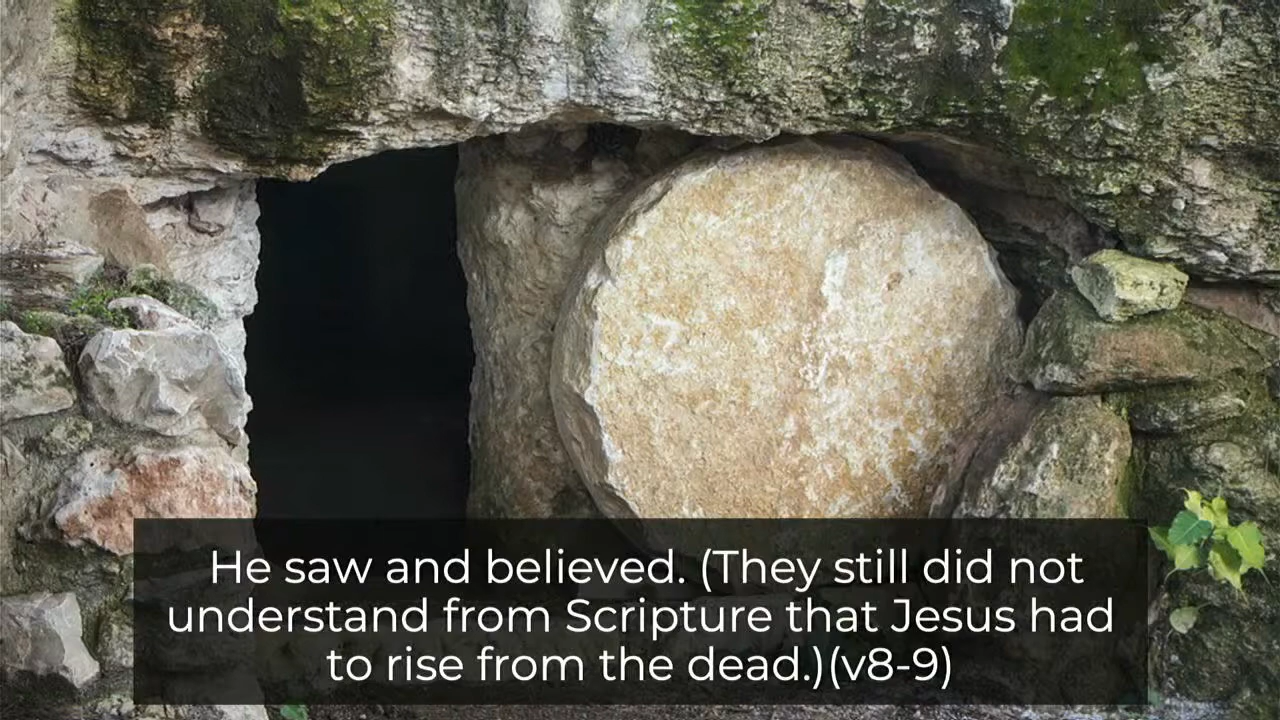 He saw and believed. (They still did not
understand from Scripture that Jesus had
to rise from the dead.)(v8-9)